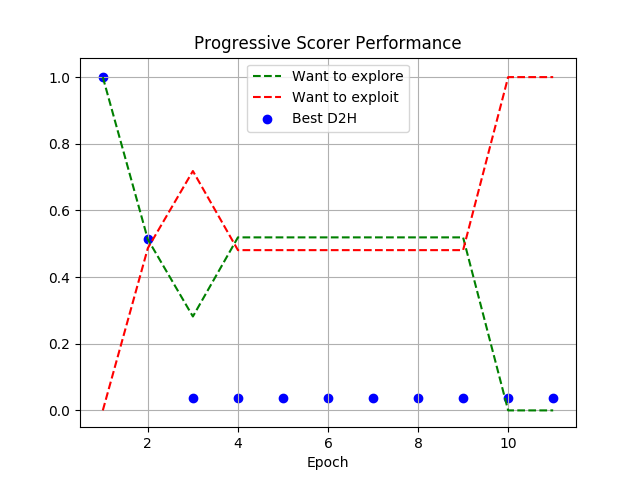 Progressive Scorer Performance
Want to explore
Want to exploit
Best D2H
1.0
0.8
0.6
0.4
0.2
0.0
2 4 6 8 10
Epoch